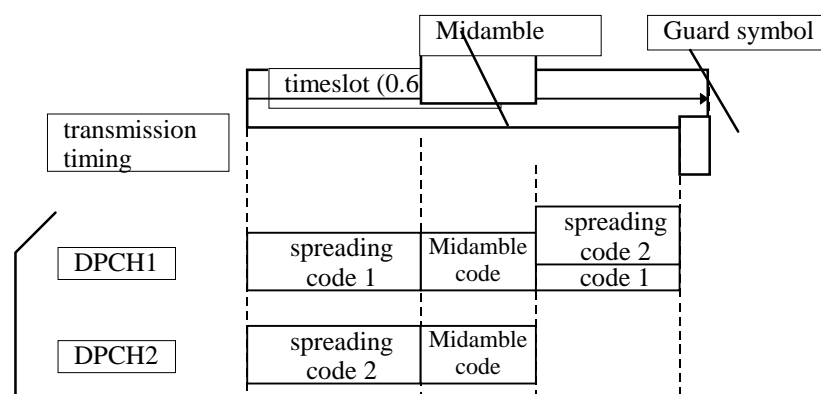 Midamble
Guard symbol
timeslot (0.6
transmission
timing
DPCH1
spreading
code 1
Midamble
code
spreading
code 2
code 1
DPCH2
spreading
code 2
Midamble
code